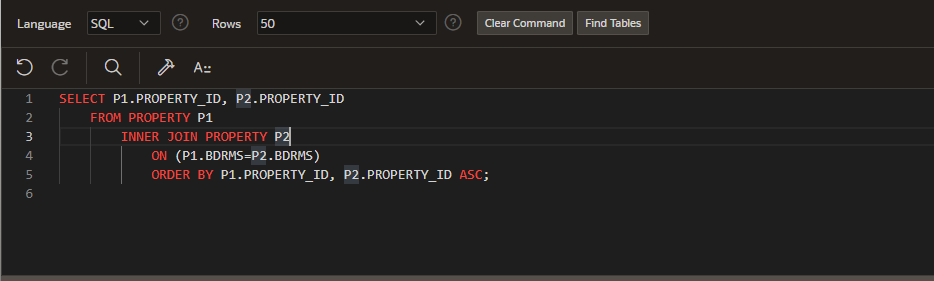 Language SQL ? Rows 50 ? Clear Command Find Tables
A::
1 SELECT P1.PROPERTY_ID, P2.PROPERTY_ID
2 FROM PROPERTY P1
3 INNER JOIN PROPERTY P2
4 ON (P1.BDRMS=P2.BDRMS)
5 ORDER BY P1.PROPERTY_ID, P2.PROPERTY_ID ASC;
6